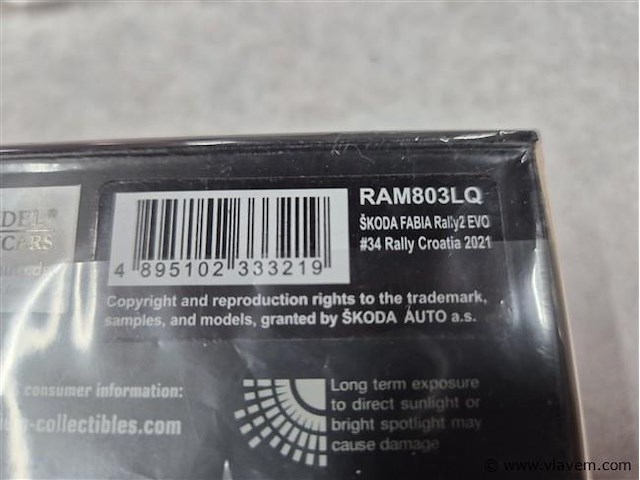 RAM803LQ
ŠKODA FABIA Rally2 EVO
#34 Rally Croatia 2021
4 895102 333219
Copyright and reproduction rights to the trademark,
samples, and models, granted by ŠKODA AUTO a.s.
consumer information:
-collectibles.com
Long term exposure
to direct sunlight or
bright spotlight may
cause damage
© www.vlavem.com